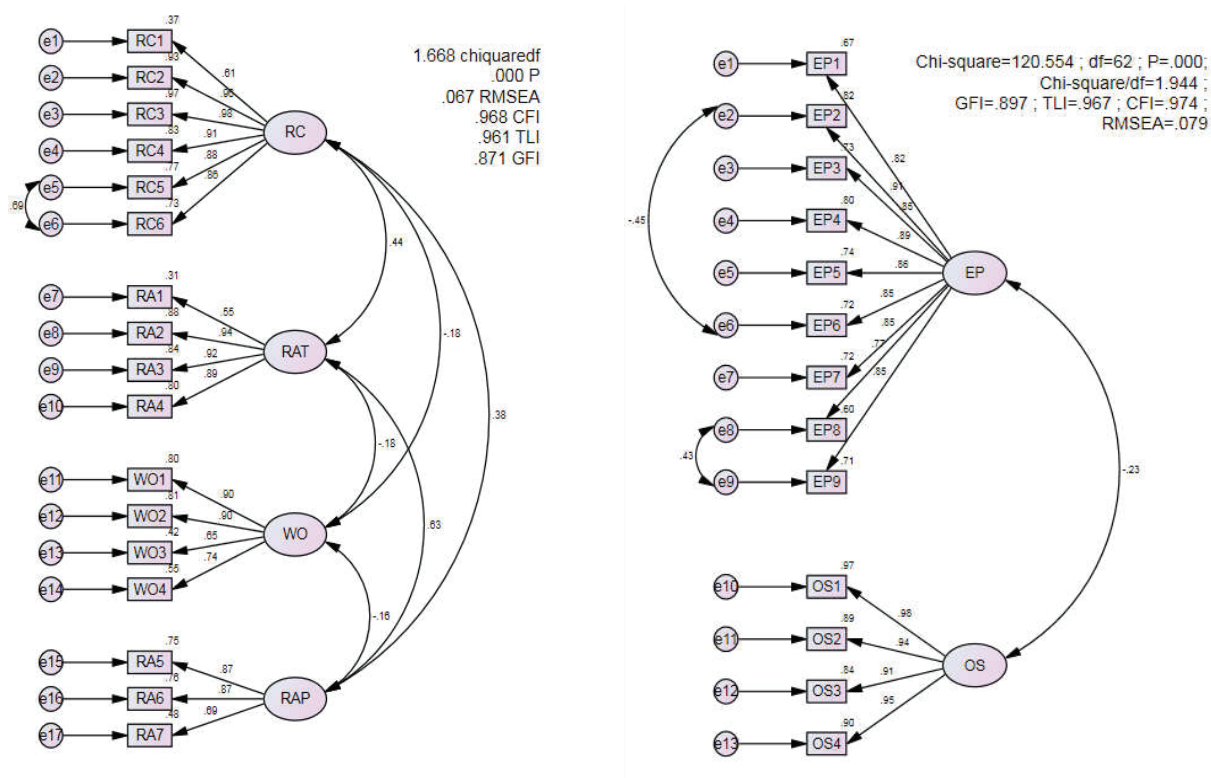 .37
e1 RC1
.93
e2 RC2
.97
e3 RC3
.83
e4 RC4
.77
e5 RC5
.73
e6 RC6
.69
.61
.96
.98
.91
.88
.86
RC
1.668 chiquaredf
.000 P
.067 RMSEA
.968 CFI
.961 TLI
.871 GFI
.44
-.18
.38
.31
e7 RA1
.88
e8 RA2
.84
e9 RA3
.80
e10 RA4
.55
.94
.92
.89
RAT
-.18
.63
.80
e11 WO1
.81
e12 WO2
.42
e13 WO3
.55
e14 WO4
.90
.90
.65
.74
WO
-.16
.75
e15 RA5
.76
e16 RA6
.48
e17 RA7
.87
.87
.69
RAP
.67
e1 EP1
.82
e2 EP2
.73
e3 EP3
.80
e4 EP4
.74
e5 EP5
.72
e6 EP6
.72
e7 EP7
.60
e8 EP8
.71
e9 EP9
-.45
.43
.82
.91
.85
.89
.86
.85
.85
.77
.85
EP
Chi-square=120.554 ; df=62 ; P=.000;
Chi-square/df=1.944 ;
GFI=.897 ; TLI=.967 ; CFI=.974 ;
RMSEA=.079
-.23
.97
e10 OS1
.89
e11 OS2
.84
e12 OS3
.90
e13 OS4
.98
.94
.91
.95
OS